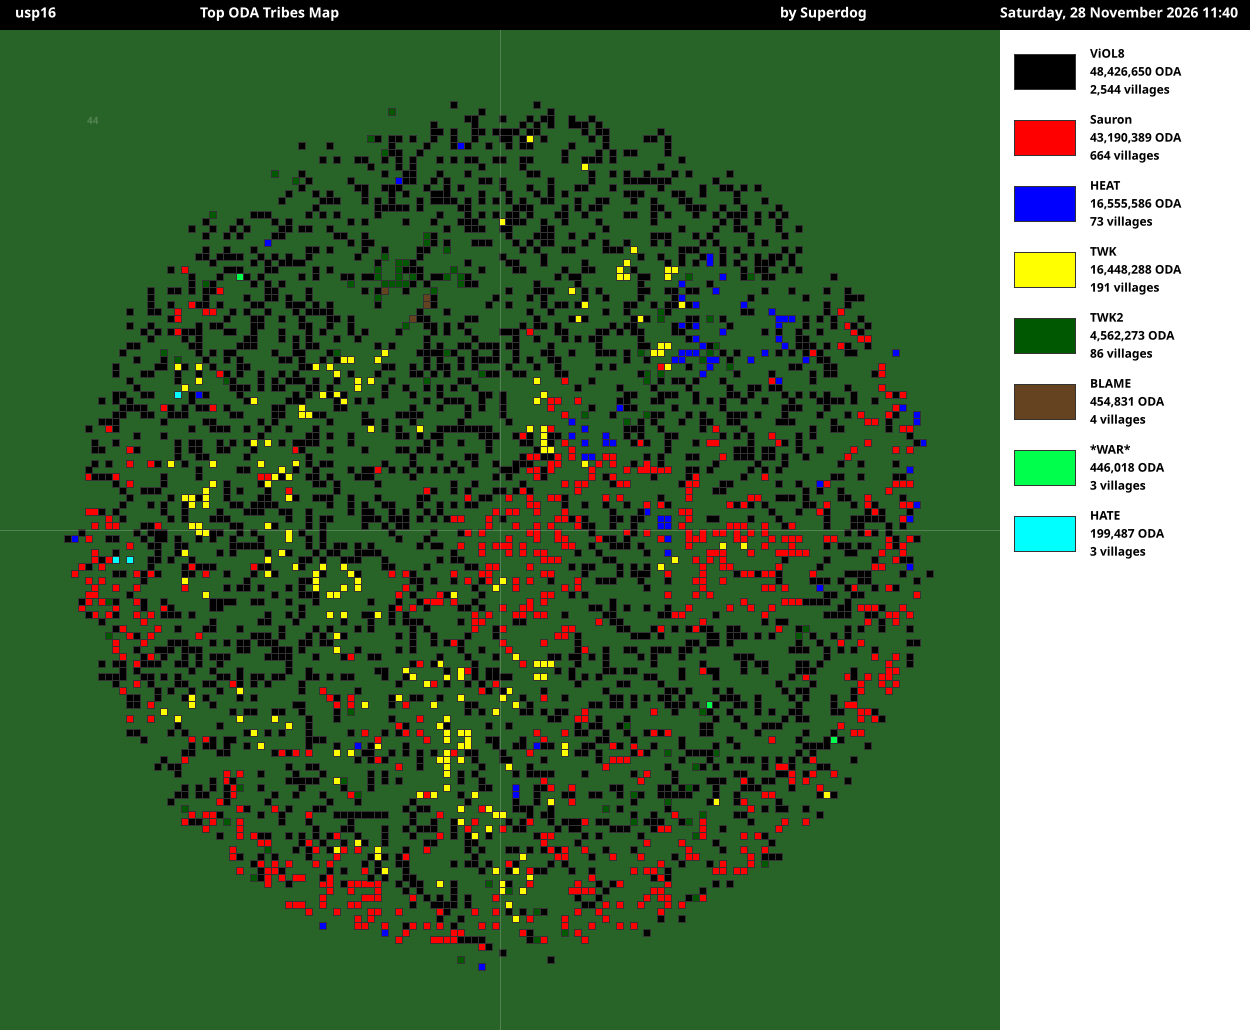 usp16 Top ODA Tribes Map by Superdog Saturday, 28 November 2026 11:40
44
ViOL8
48,426,650 ODA
2,544 villages
Sauron
43,190,389 ODA
664 villages
HEAT
16,555,586 ODA
73 villages
TWK
16,448,288 ODA
191 villages
TWK2
4,562,273 ODA
86 villages
BLAME
454,831 ODA
4 villages
*WAR*
446,018 ODA
3 villages
HATE
199,487 ODA
3 villages